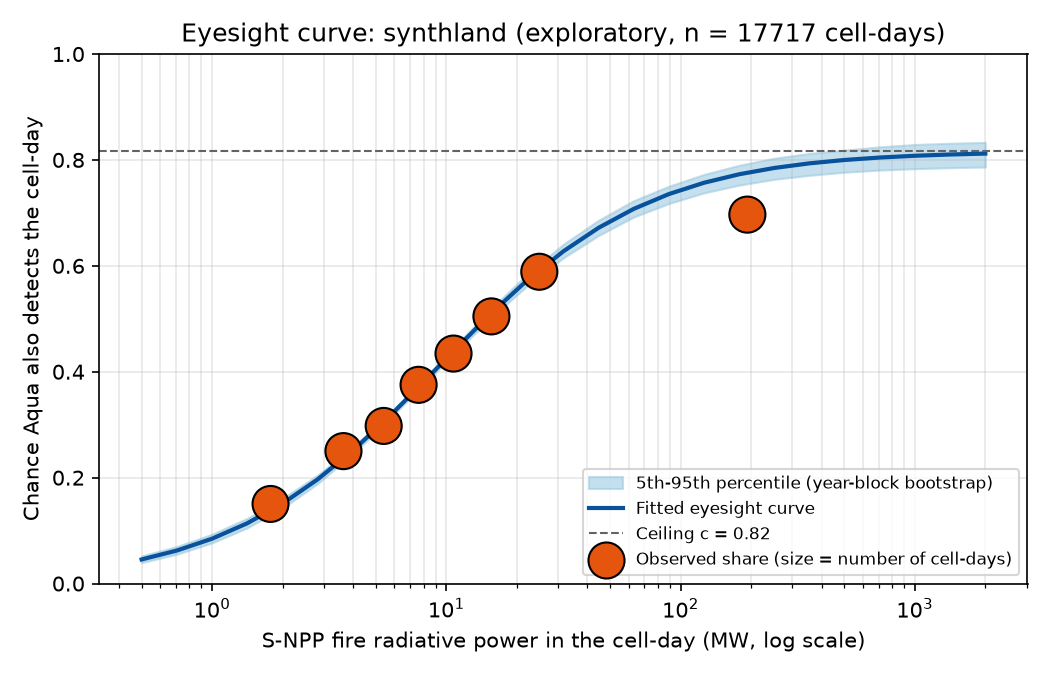 Eyesight curve: synthland (exploratory, n = 17717 cell-days)
1.0
0.8
0.6
0.4
0.2
0.0
Chance Aqua also detects the cell-day
5th-95th percentile (year-block bootstrap)
Fitted eyesight curve
Ceiling c = 0.82
Observed share (size = number of cell-days)
10⁰ 10¹ 10² 10³
S-NPP fire radiative power in the cell-day (MW, log scale)